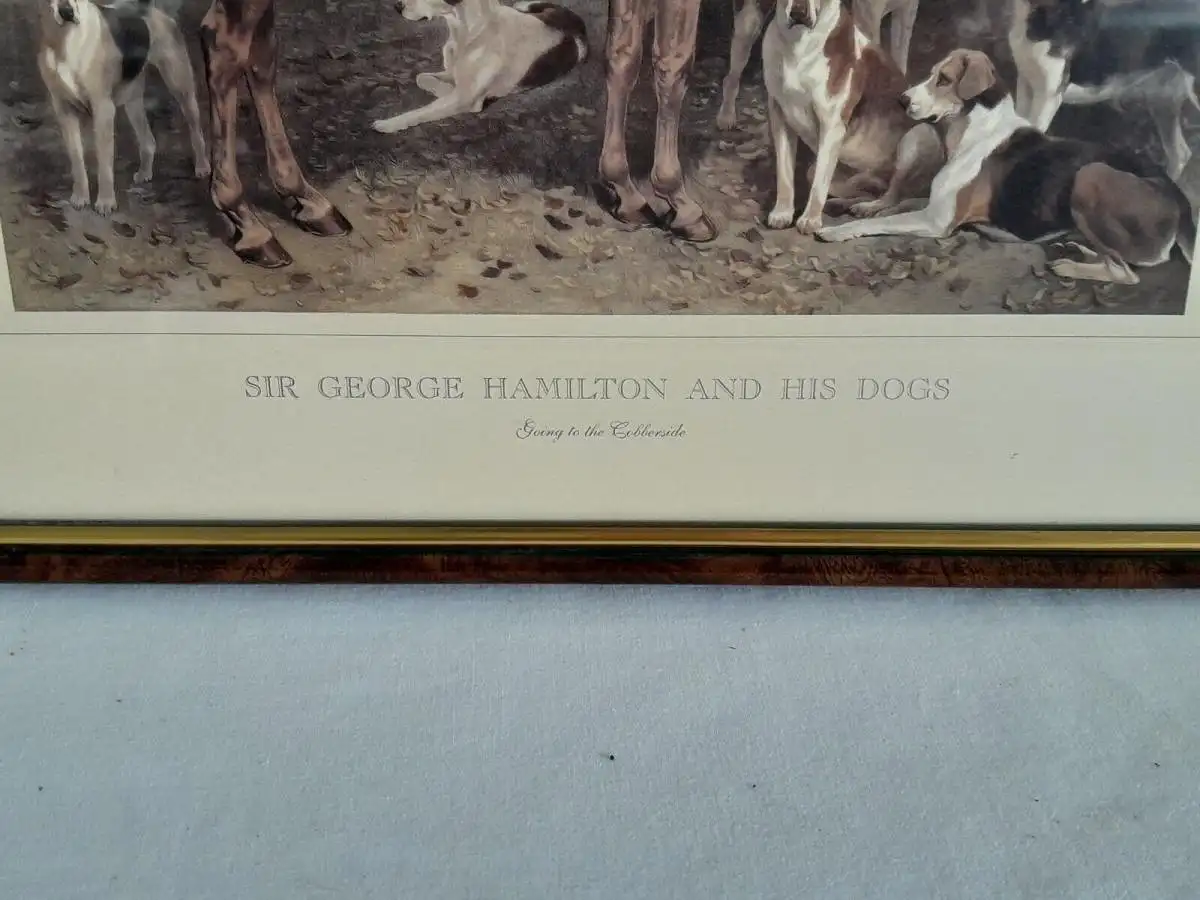 SIR GEORGE HAMILTON AND HIS DOGS
Going to the Cobberside